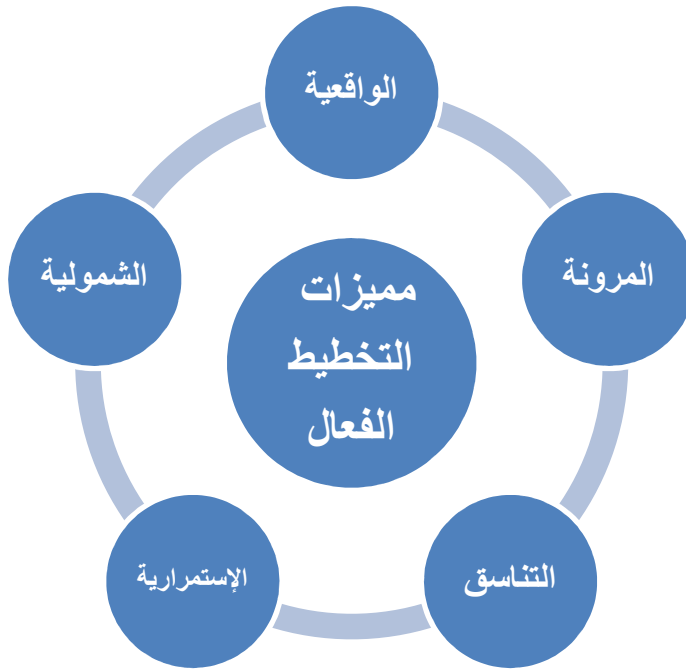 الواقعية
المرونة
الشمولية
مميزات
التخطيط
الفعال
التناسق
الإستمرارية